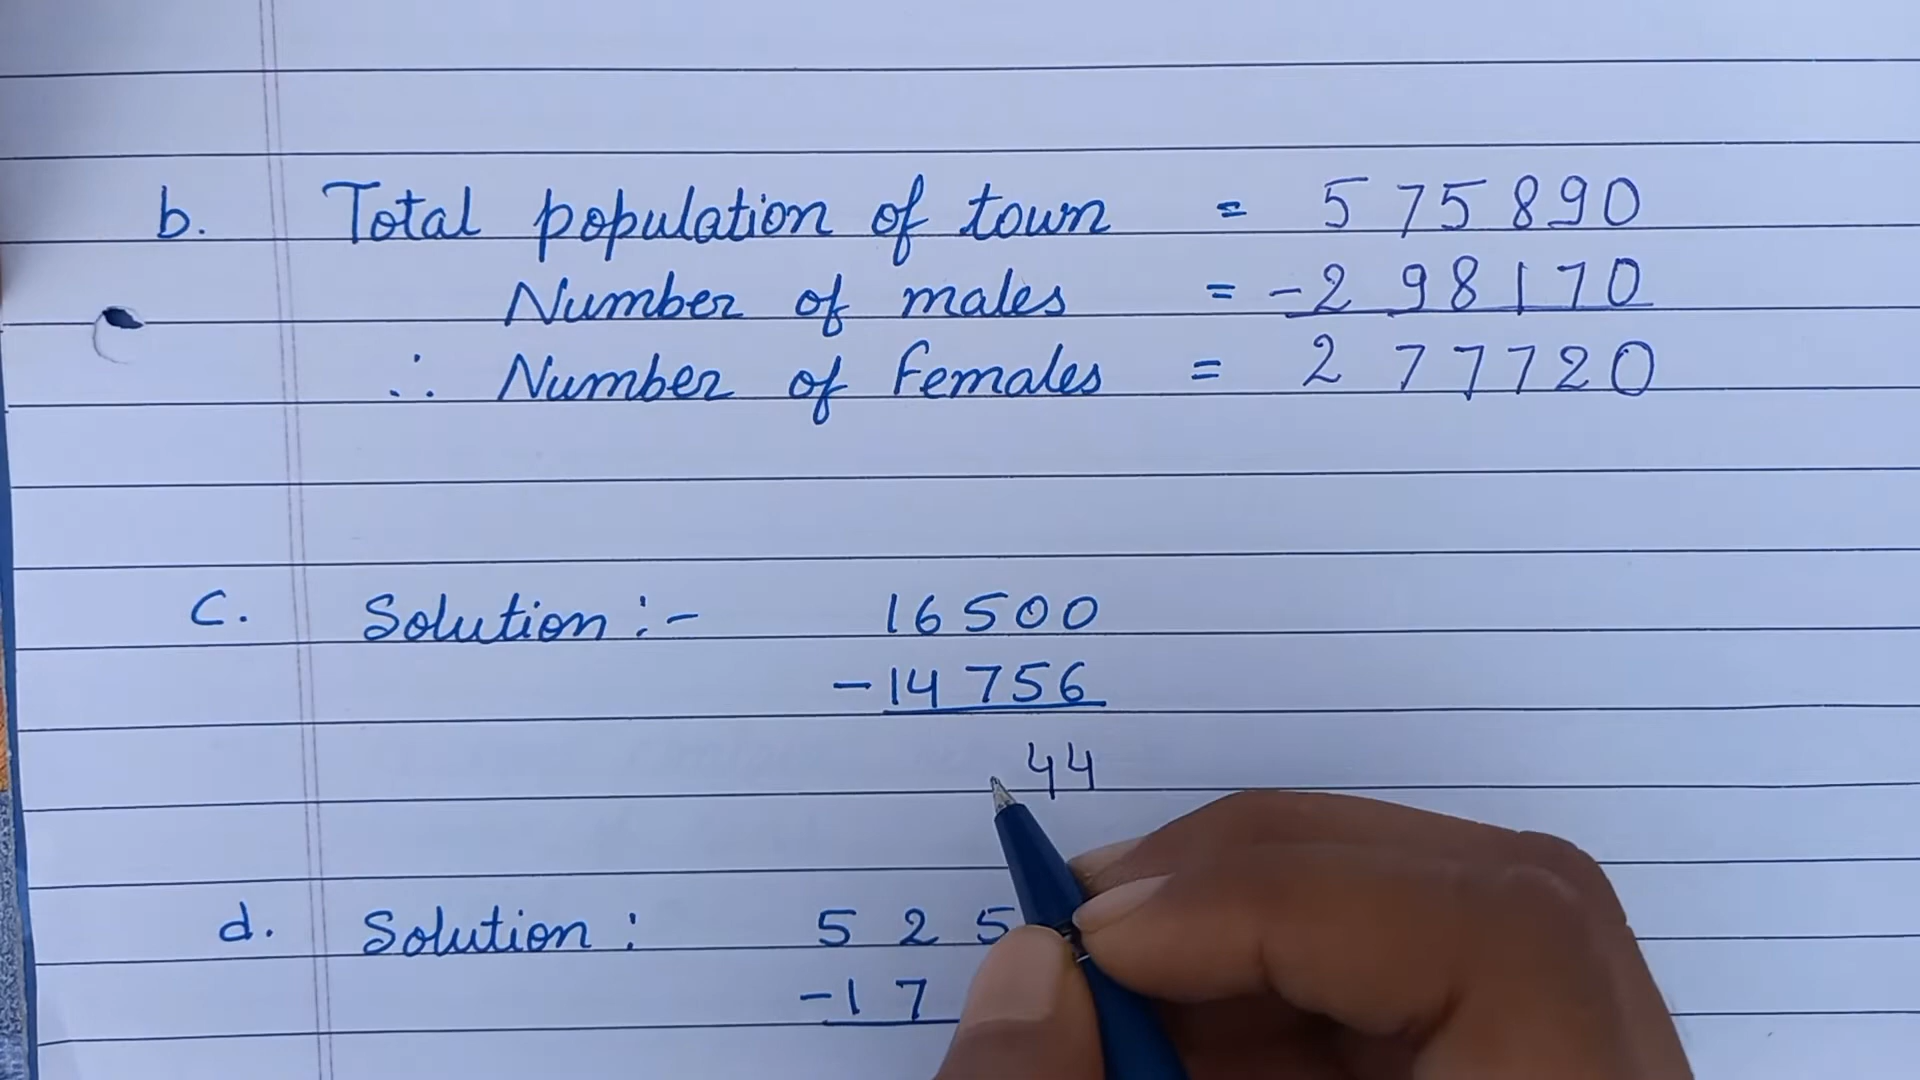 b. Total population of town = 575890
Number of males = -298170
∴ Number of Females = 277720
c. Solution :- 16500
-14756
44
d. Solution : 5 2 5
-1 7